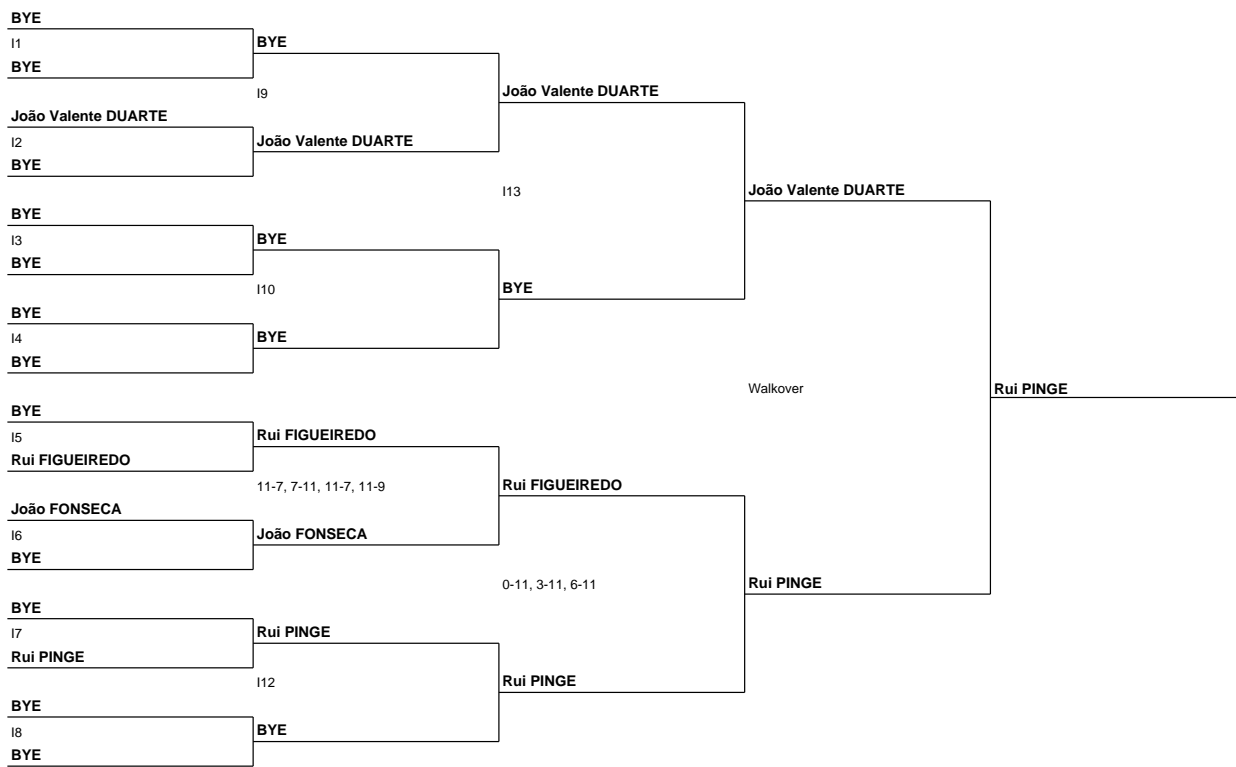 BYE
I1
BYE
BYE
I9
João Valente DUARTE
João Valente DUARTE
I2
João Valente DUARTE
BYE
I13
João Valente DUARTE
BYE
I3
BYE
BYE
I10
BYE
BYE
I4
BYE
BYE
Walkover
Rui PINGE
BYE
I5
Rui FIGUEIREDO
Rui FIGUEIREDO
11-7, 7-11, 11-7, 11-9
Rui FIGUEIREDO
João FONSECA
I6
João FONSECA
BYE
0-11, 3-11, 6-11
Rui PINGE
BYE
I7
Rui PINGE
Rui PINGE
I12
Rui PINGE
BYE
I8
BYE
BYE